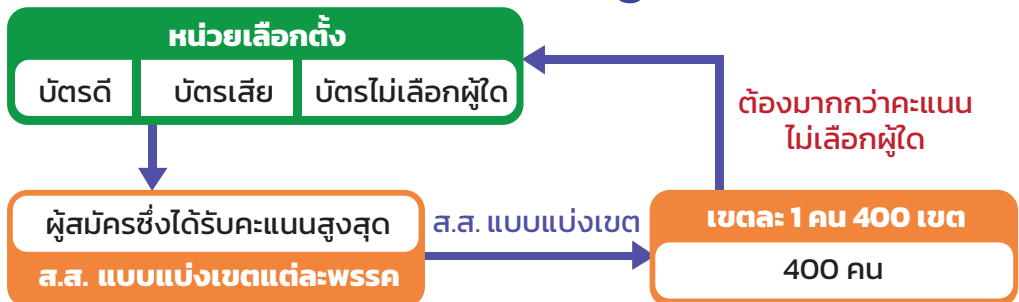 หน่วยเลือกตั้ง
บัตรดี
บัตรเสีย
บัตรไม่เลือกผู้ใด
ต้องมากกว่าคะแนน
ไม่เลือกผู้ใด
ผู้สมัครซึ่งได้รับคะแนนสูงสุด
ส.ส. แบบแบ่งเขตแต่ละพรรค
ส.ส. แบบแบ่งเขต
เขตละ 1 คน 400 เขต
400 คน